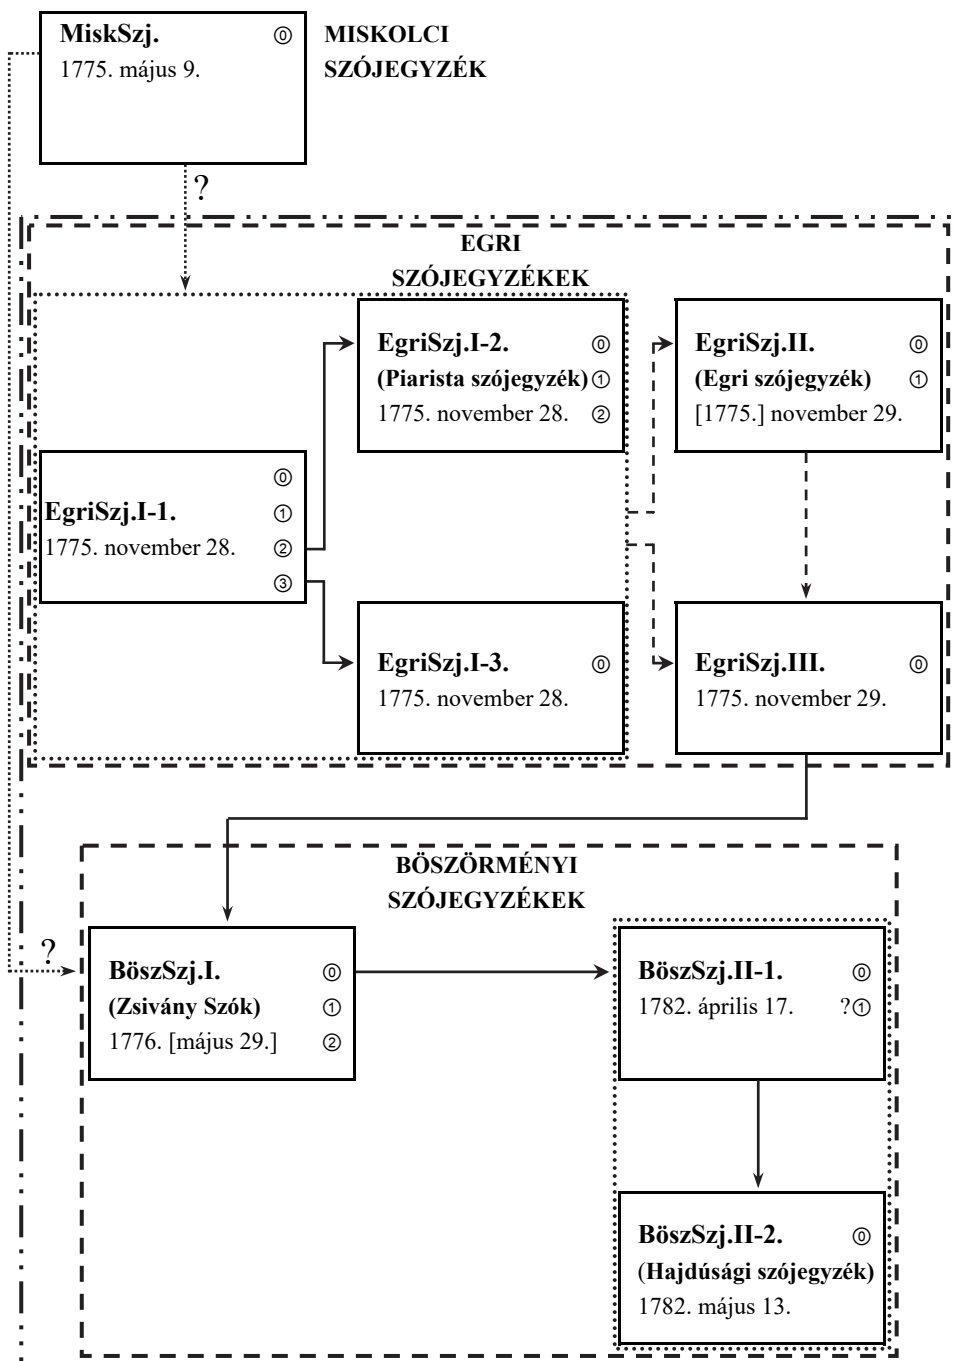 MiskSzj. ⓪
1775. május 9.
MISKOLCI
SZÓJEGYZÉK
?
EGRI
SZÓJEGYZÉKEK
EgriSzj.I-2. ⓪
(Piarista szójegyzék) ①
1775. november 28. ②
EgriSzj.II. ⓪
(Egri szójegyzék) ①
[1775.] november 29.
⓪
EgriSzj.I-1. ①
1775. november 28. ②
③
EgriSzj.I-3. ⓪
1775. november 28.
EgriSzj.III. ⓪
1775. november 29.
BÖSZÖRMÉNYI
SZÓJEGYZÉKEK
?
BöszSzj.I. ⓪
(Zsivány Szók) ①
1776. [május 29.] ②
BöszSzj.II-1. ⓪
1782. április 17. ?①
BöszSzj.II-2. ⓪
(Hajdúsági szójegyzék)
1782. május 13.